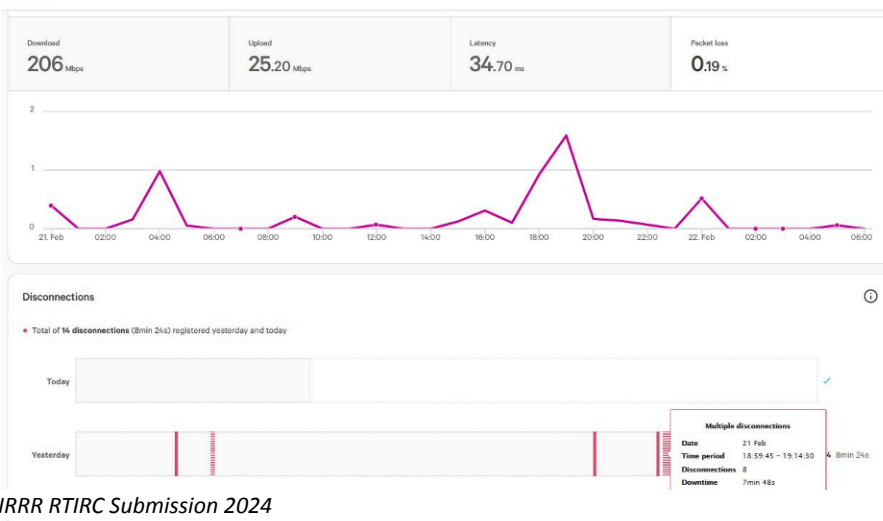 Download Upload Latency Packet loss
206 Mbps 25.20 Mbps 34.70 ms 0.19 %
2
1
0
21. Feb 02:00 04:00 06:00 08:00 10:00 12:00 14:00 16:00 18:00 20:00 22:00 22. Feb 02:00 04:00 06:00
Disconnections
Total of 14 disconnections (8min 24s) registered yesterday and today
Today
Multiple disconnections
Date 21 Feb
Yesterday Time period 18:59:45 - 19:14:30 4 8min 24s
Disconnections 8
Downtime 7min 48s
IRRR RTIRC Submission 2024